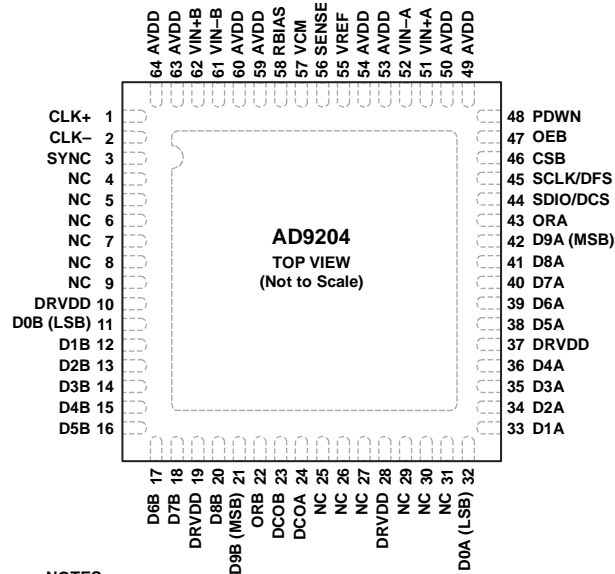 64 AVDD
63 AVDD
62 VIN+B
61 VIN–B
60 AVDD
59 AVDD
58 RBIAS
57 VCM
56 SENSE
55 VREF
54 AVDD
53 AVDD
52 VIN–A
51 VIN+A
50 AVDD
49 AVDD
CLK+ 1
CLK– 2
SYNC 3
NC 4
NC 5
NC 6
NC 7
NC 8
NC 9
DRVDD 10
D0B (LSB) 11
D1B 12
D2B 13
D3B 14
D4B 15
D5B 16
AD9204
TOP VIEW
(Not to Scale)
48 PDWN
47 OEB
46 CSB
45 SCLK/DFS
44 SDIO/DCS
43 ORA
42 D9A (MSB)
41 D8A
40 D7A
39 D6A
38 D5A
37 DRVDD
36 D4A
35 D3A
34 D2A
33 D1A
D6B 17
D7B 18
DRVDD 19
D8B 20
D9B (MSB) 21
ORB 22
DCOB 23
DCOA 24
NC 25
NC 26
NC 27
DRVDD 28
NC 29
NC 30
NC 31
D0A (LSB) 32